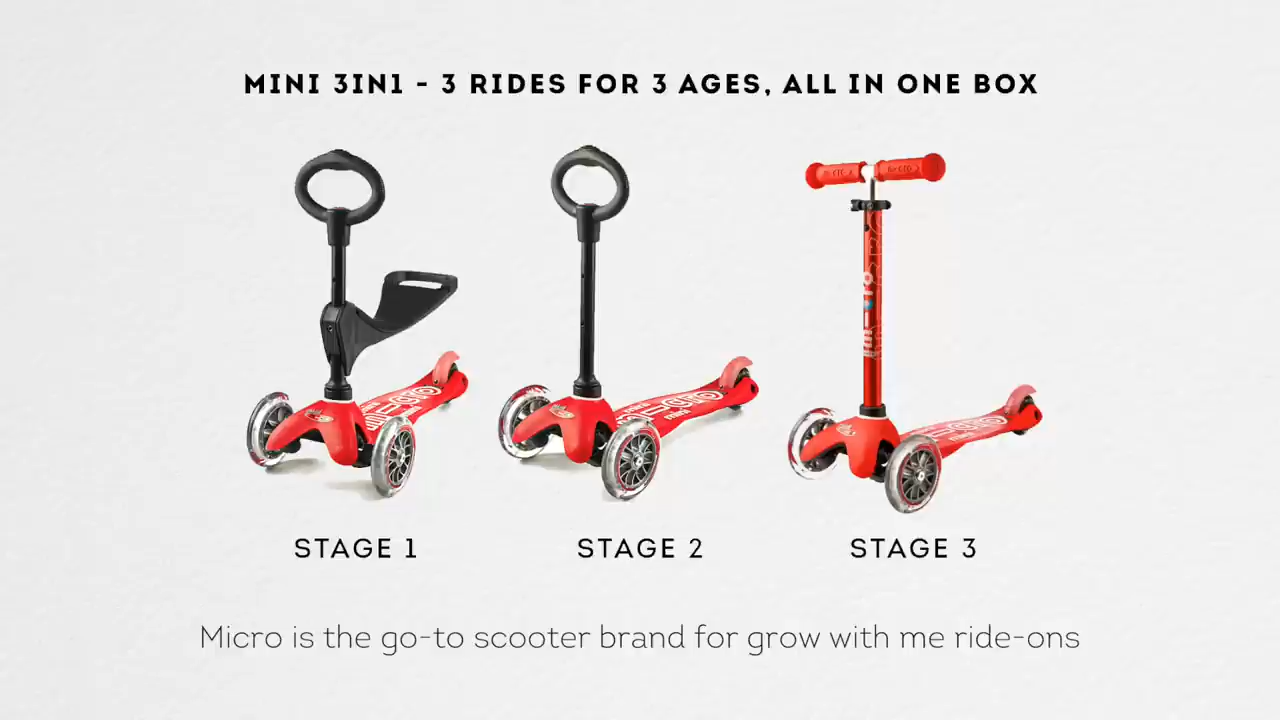 MINI 3IN1 - 3 RIDES FOR 3 AGES, ALL IN ONE BOX
STAGE 1
STAGE 2
STAGE 3
Micro is the go-to scooter brand for grow with me ride-ons